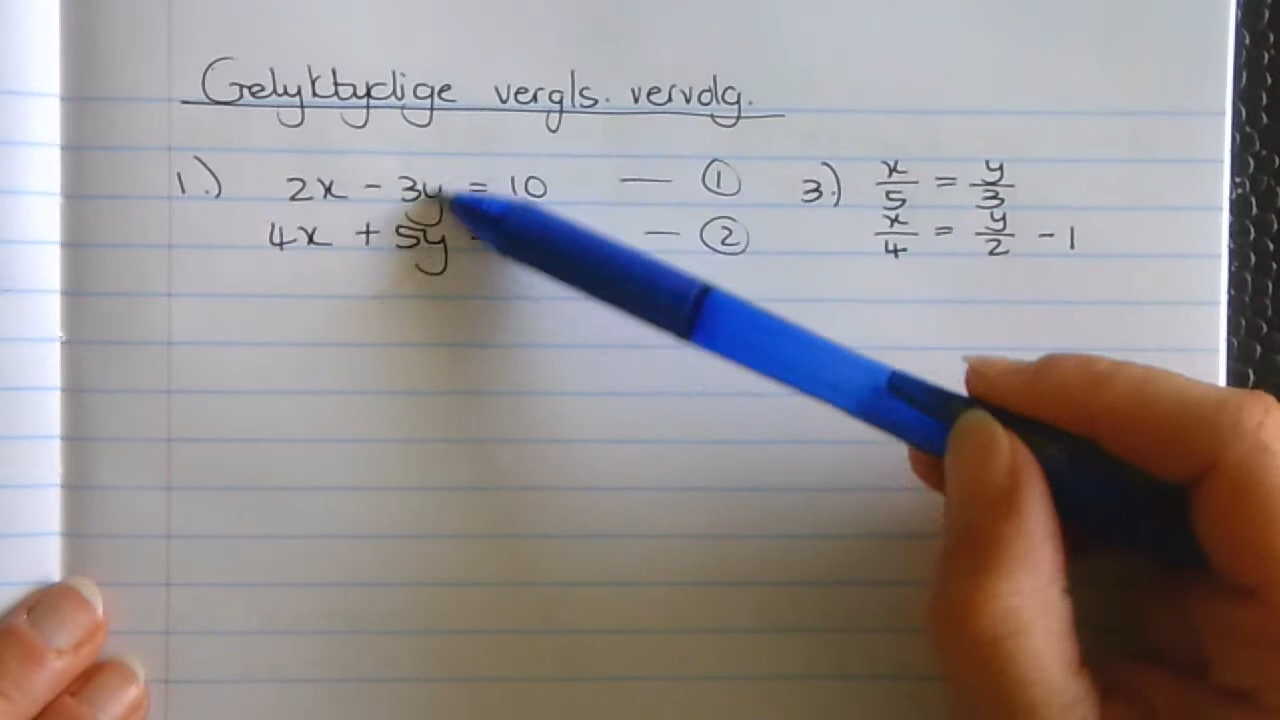 Gelyktydige vergls. vervolg.
1.) 2x - 3y = 10 — ①
4x + 5y = — ②
3.) x/5 = y/3
x/4 = y/2 - 1